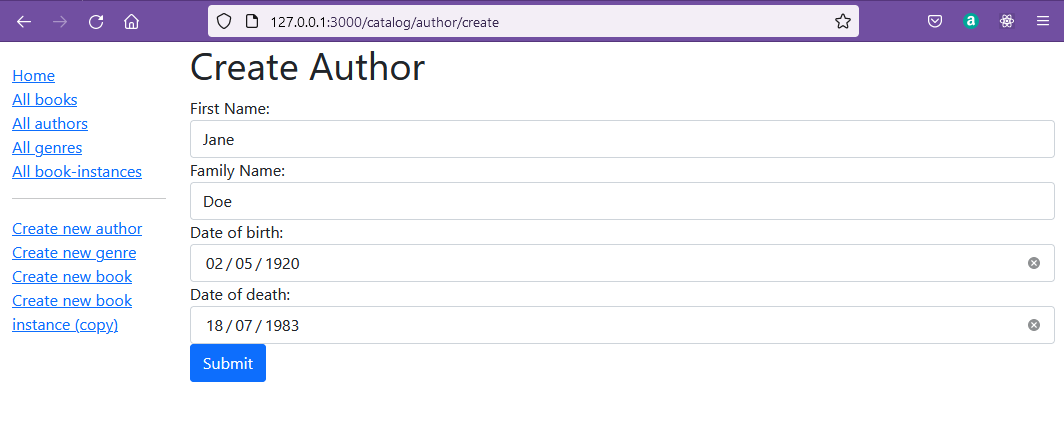 127.0.0.1:3000/catalog/author/create
Home
All books
All authors
All genres
All book-instances
Create new author
Create new genre
Create new book
Create new book
instance (copy)
Create Author
First Name:
Jane
Family Name:
Doe
Date of birth:
02 / 05 / 1920
Date of death:
18 / 07 / 1983
Submit